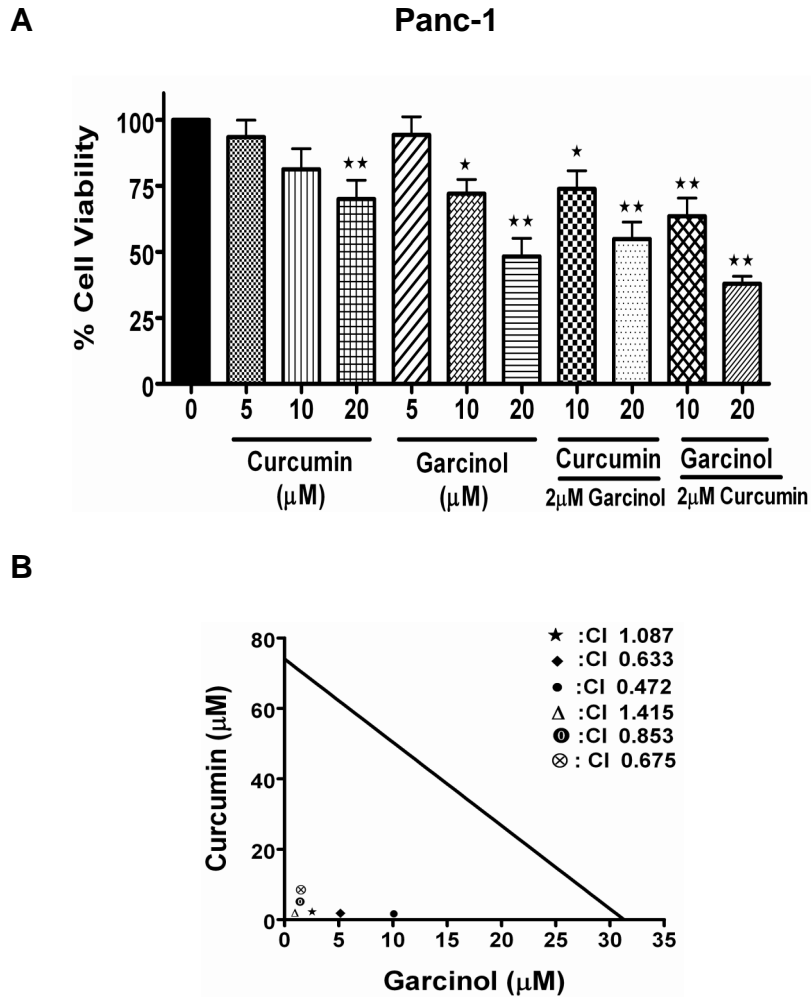 A
Panc-1
% Cell Viability
100
75
50
25
0
★★
★
★★
★
★★
★★
★★
0 5 10 20 5 10 20 10 20 10 20
Curcumin Garcinol Curcumin Garcinol
(μM) (μM) 2μM Garcinol 2μM Curcumin
B
Curcumin (μM)
80
60
40
20
0
★ :CI 1.087
◆ :CI 0.633
● :CI 0.472
△ :CI 1.415
⓿ :CI 0.853
⊗ : CI 0.675
0 5 10 15 20 25 30 35
Garcinol (μM)